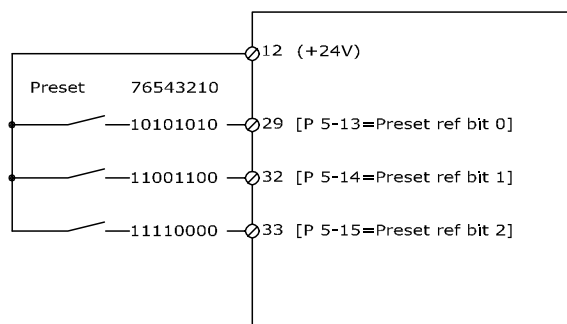 12 (+24V)
Preset 76543210
10101010 29 [P 5-13=Preset ref bit 0]
11001100 32 [P 5-14=Preset ref bit 1]
11110000 33 [P 5-15=Preset ref bit 2]